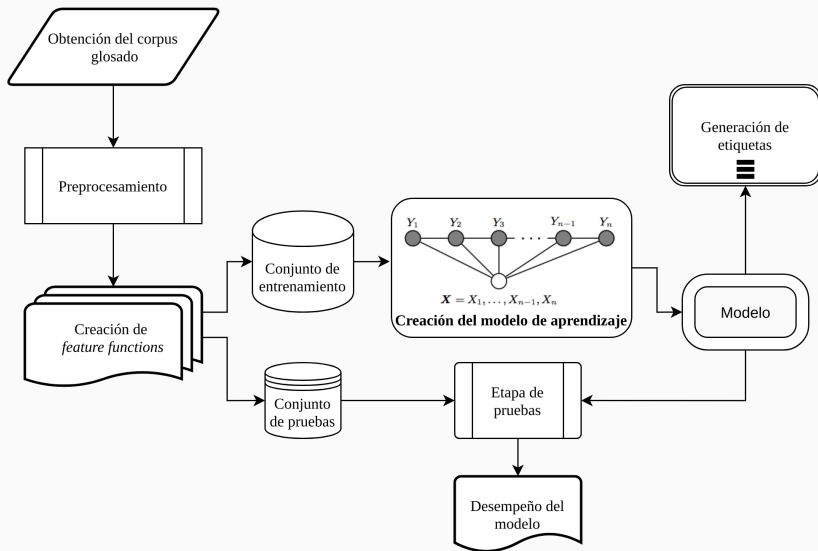 Obtención del corpus
glosado
Preprocesamiento
Creación de
feature functions
Conjunto de
entrenamiento
Conjunto
de pruebas
Y₁ Y₂ Y₃ · · · Yₙ₋₁ Yₙ
X = X₁, . . . , Xₙ₋₁, Xₙ
Creación del modelo de aprendizaje
Etapa de
pruebas
Desempeño del
modelo
Modelo
Generación de
etiquetas